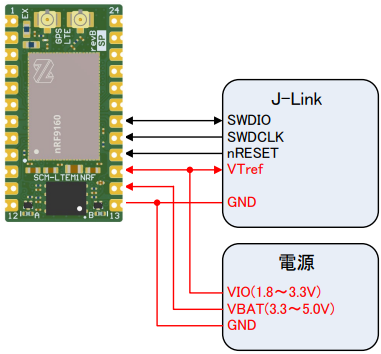 1
24
EX
GPS
LTE
revB
SP
nRF9160
SCM-LTEM1NRF
12
A
B
13
J-Link
SWDIO
SWDCLK
nRESET
VTref
GND
電源
VIO(1.8～3.3V)
VBAT(3.3～5.0V)
GND